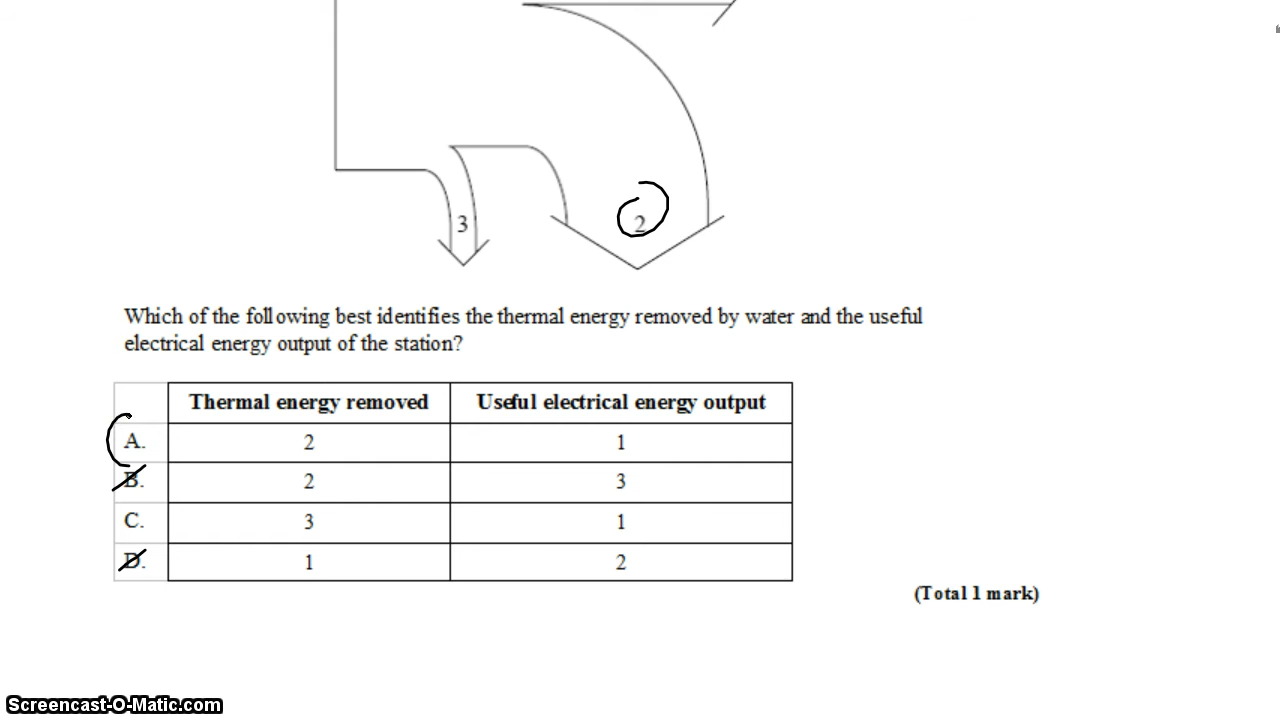 3
2
Which of the following best identifies the thermal energy removed by water and the useful
electrical energy output of the station?
Thermal energy removed Useful electrical energy output
A. 2 1
B. 2 3
C. 3 1
D. 1 2
(Total 1 mark)
Screencast-O-Matic.com